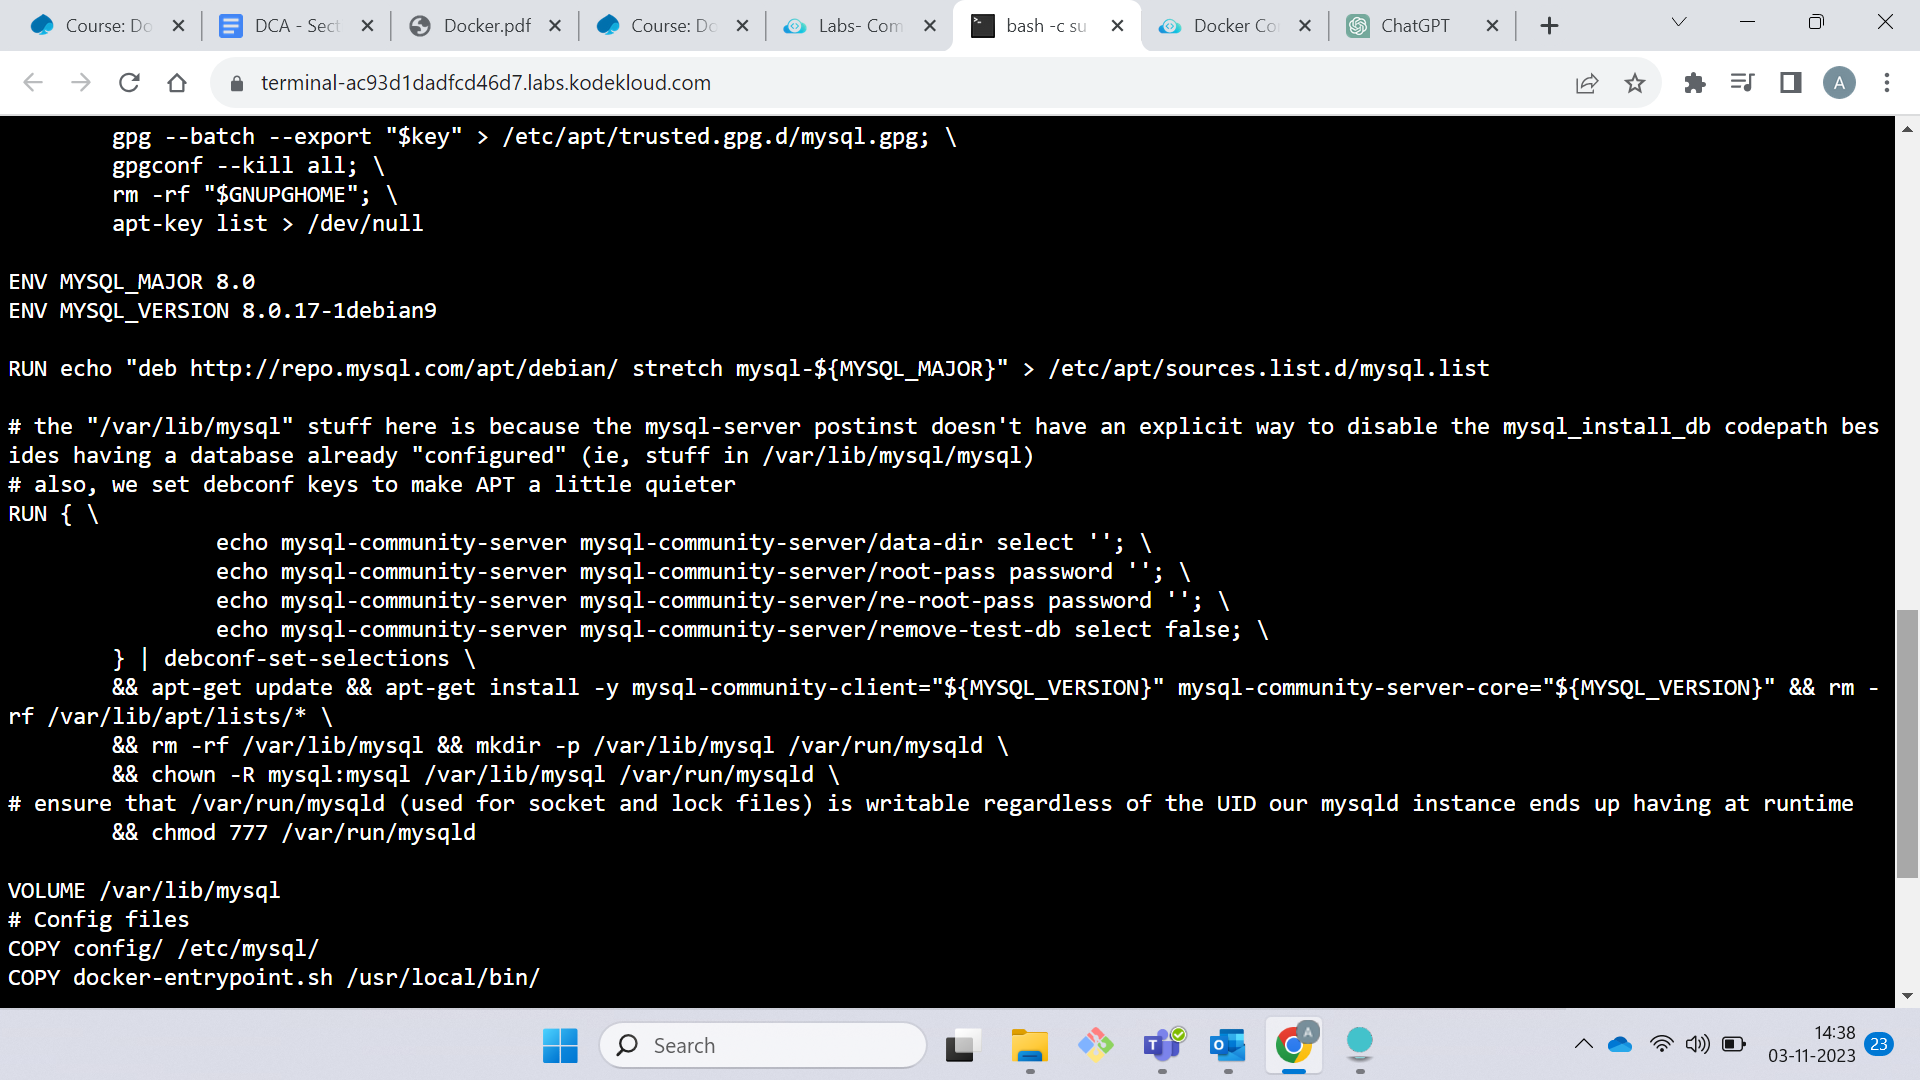 Course: Do
DCA - Sect
Docker.pdf
Course: Do
Labs- Com
bash -c su
Docker Co
ChatGPT
terminal-ac93d1dadfcd46d7.labs.kodekloud.com
A
gpg --batch --export "$key" > /etc/apt/trusted.gpg.d/mysql.gpg; \
gpgconf --kill all; \
rm -rf "$GNUPGHOME"; \
apt-key list > /dev/null
ENV MYSQL_MAJOR 8.0
ENV MYSQL_VERSION 8.0.17-1debian9
RUN echo "deb http://repo.mysql.com/apt/debian/ stretch mysql-${MYSQL_MAJOR}" > /etc/apt/sources.list.d/mysql.list
# the "/var/lib/mysql" stuff here is because the mysql-server postinst doesn't have an explicit way to disable the mysql_install_db codepath bes
ides having a database already "configured" (ie, stuff in /var/lib/mysql/mysql)
# also, we set debconf keys to make APT a little quieter
RUN { \
echo mysql-community-server mysql-community-server/data-dir select ''; \
echo mysql-community-server mysql-community-server/root-pass password ''; \
echo mysql-community-server mysql-community-server/re-root-pass password ''; \
echo mysql-community-server mysql-community-server/remove-test-db select false; \
} | debconf-set-selections \
&& apt-get update && apt-get install -y mysql-community-client="${MYSQL_VERSION}" mysql-community-server-core="${MYSQL_VERSION}" && rm -
rf /var/lib/apt/lists/* \
&& rm -rf /var/lib/mysql && mkdir -p /var/lib/mysql /var/run/mysqld \
&& chown -R mysql:mysql /var/lib/mysql /var/run/mysqld \
# ensure that /var/run/mysqld (used for socket and lock files) is writable regardless of the UID our mysqld instance ends up having at runtime
&& chmod 777 /var/run/mysqld
VOLUME /var/lib/mysql
# Config files
COPY config/ /etc/mysql/
COPY docker-entrypoint.sh /usr/local/bin/
Search
A
14:38
03-11-2023
23